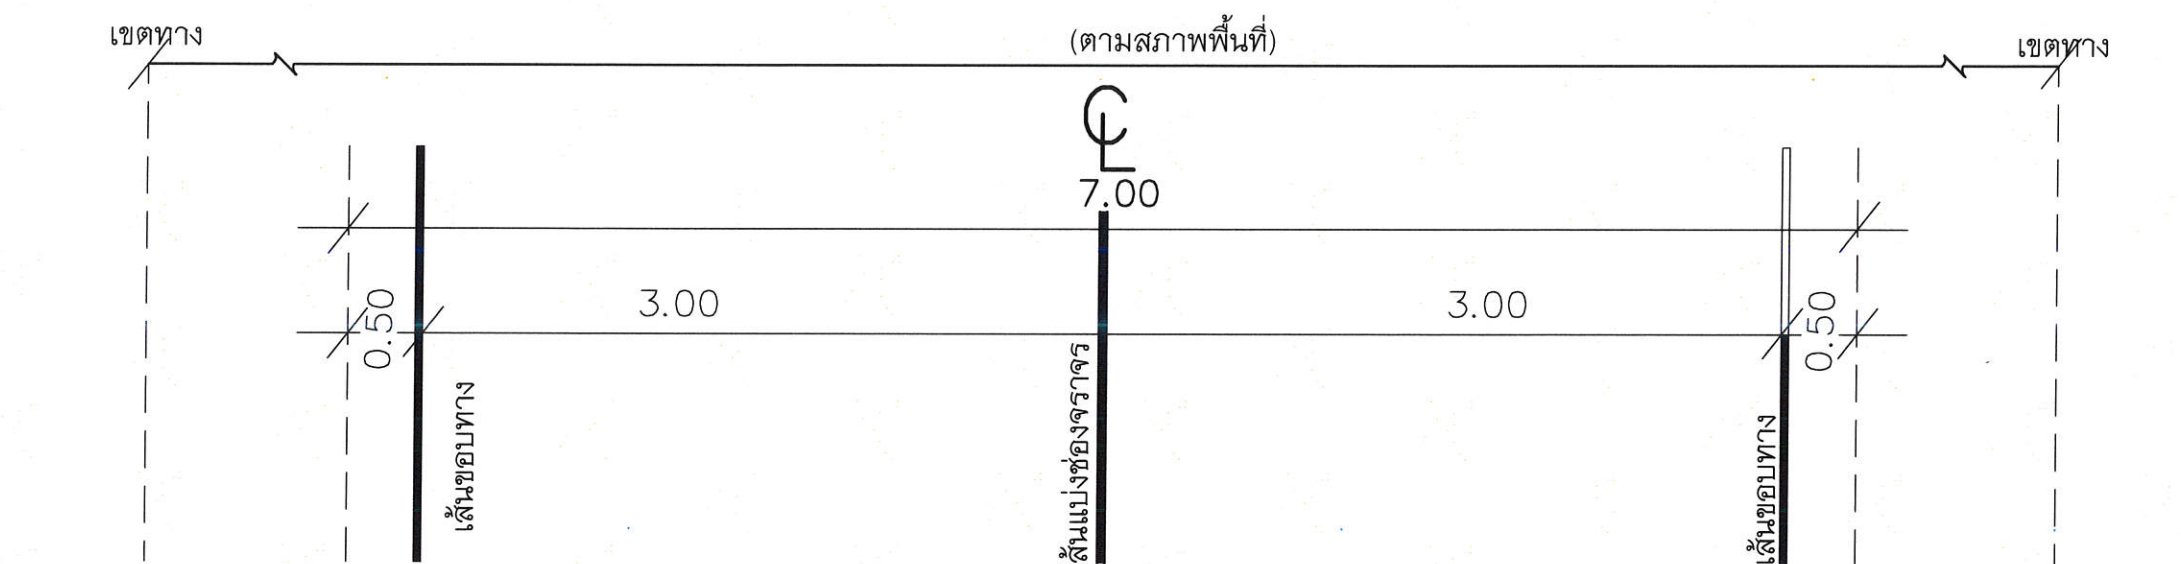 เขตทาง
(ตามสภาพพื้นที่)
เขตทาง
CL
7.00
0.50
3.00
3.00
0.50
เส้นขอบทาง
ส้นแบ่งช่องจราจร
เส้นขอบทาง